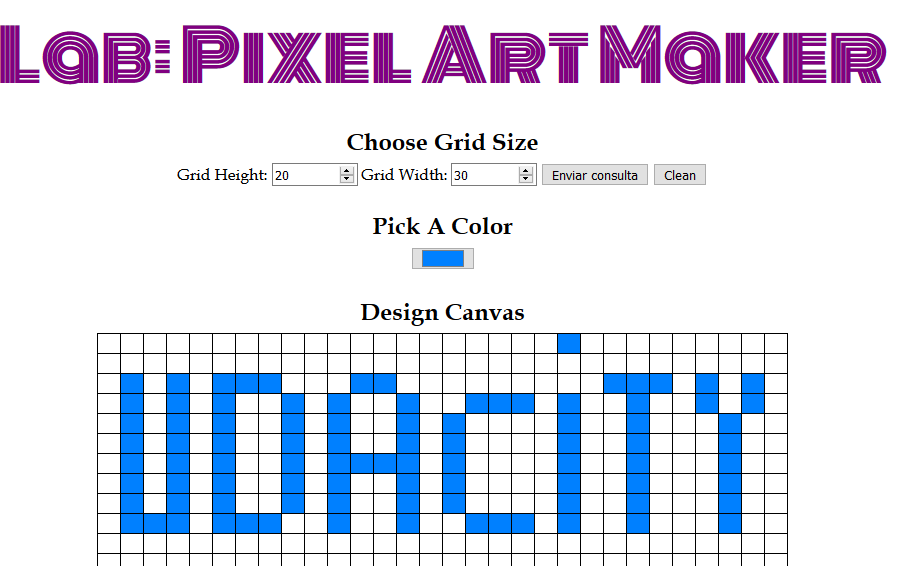 Lab: Pixel Art Maker
Choose Grid Size
Grid Height: 20 Grid Width: 30 Enviar consulta Clean
Pick A Color
Design Canvas
UDACiTY